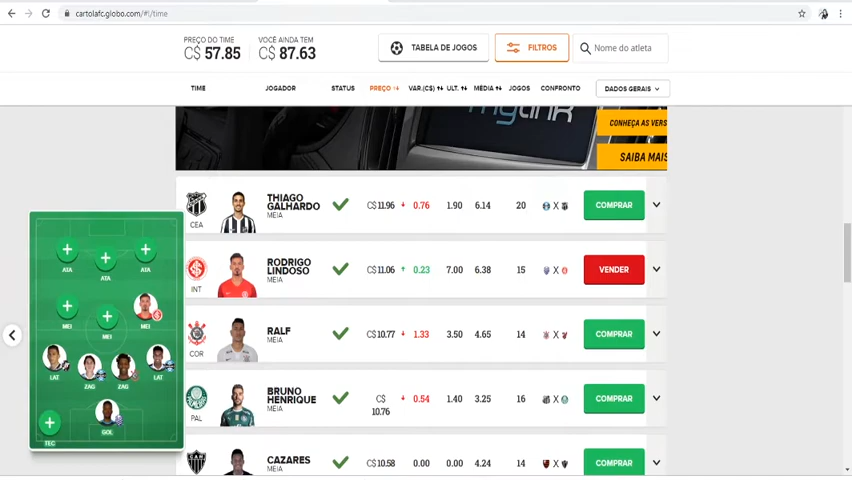 cartolafc.globo.com/#!/time
PREÇO DO TIME
C$ 57.85
VOCÊ AINDA TEM
C$ 87.63
TABELA DE JOGOS
FILTROS
Nome do atleta
TIME JOGADOR STATUS PREÇO VAR.(C$) ULT. MÉDIA JOGOS CONFRONTO DADOS GERAIS
CONHEÇA AS VERS
SAIBA MAIS
CEA
THIAGO
GALHARDO
MEIA
C$ 11.96 0.76 1.90 6.14 20 X COMPRAR
INT
RODRIGO
LINDOSO
MEIA
C$ 11.06 0.23 7.00 6.38 15 X VENDER
COR
RALF
MEIA
C$ 10.77 1.33 3.50 4.65 14 X COMPRAR
PAL
BRUNO
HENRIQUE
MEIA
C$
10.76 0.54 1.40 3.25 16 X COMPRAR
CAZARES
MEIA
C$ 10.58 0.00 0.00 4.24 14 X COMPRAR
ATA ATA ATA
MEI MEI MEI
LAT ZAG ZAG LAT
GOL
TEC